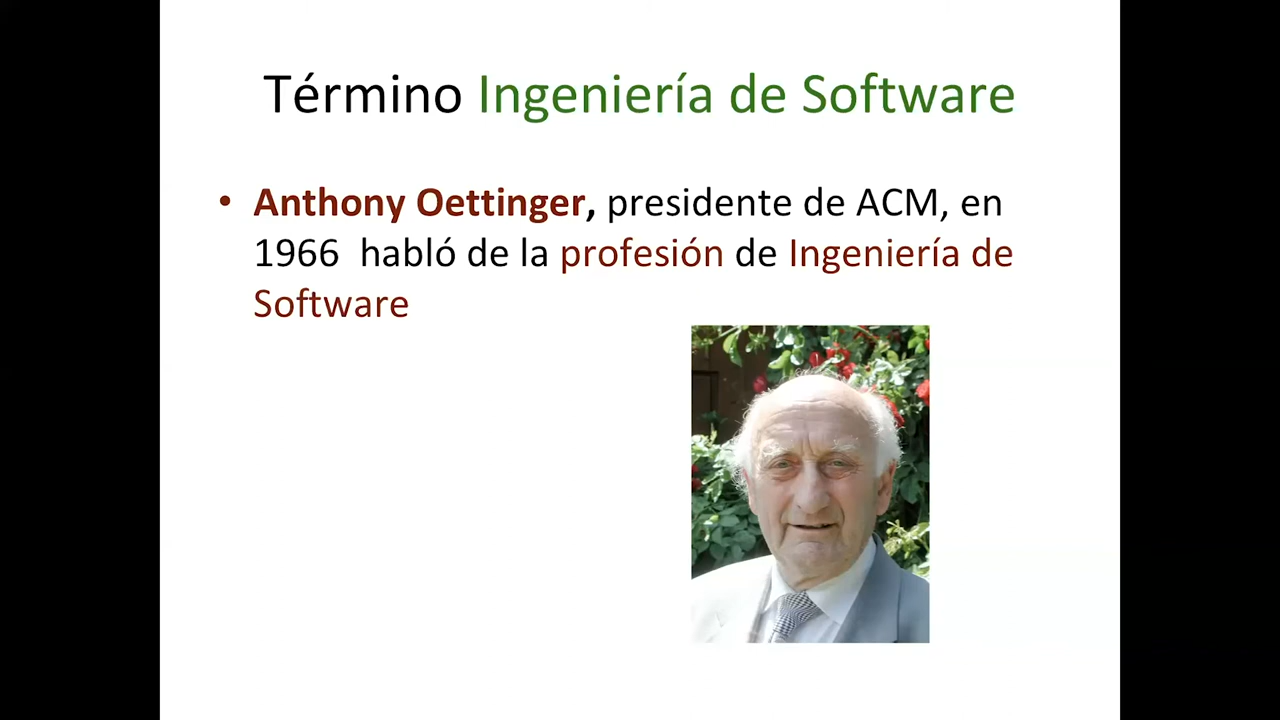 Término Ingeniería de Software
• Anthony Oettinger, presidente de ACM, en
1966 habló de la profesión de Ingeniería de
Software